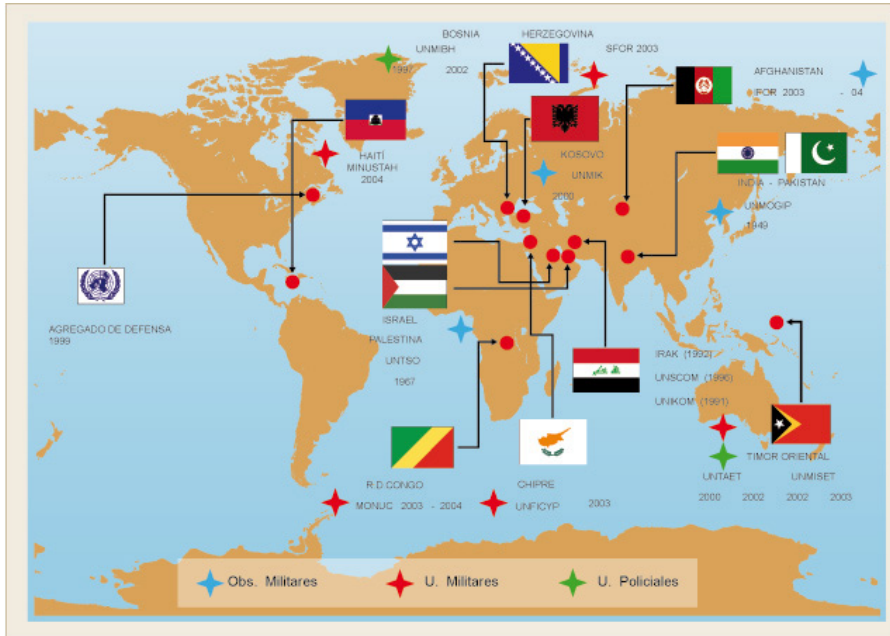 BOSNIA HERZEGOVINA
UNMIBH SFOR 2003
1997 2002
AFGHANISTAN
IFOR 2003 - 04
HAITÍ
MINUSTAH
2004
KOSOVO
UNMIK
2000
INDIA - PAKISTAN
UNMOGIP
1949
AGREGADO DE DEFENSA
1999
ISRAEL
PALESTINA
UNTSO
1967
IRAK (1992)
UNSCOM (1996)
UNIKOM (1991)
R.D.CONGO
MONUC 2003 - 2004
CHIPRE
UNFICYP 2003
TIMOR ORIENTAL
UNTAET UNMISET
2000 2002 2002 2003
Obs. Militares U. Militares U. Policiales